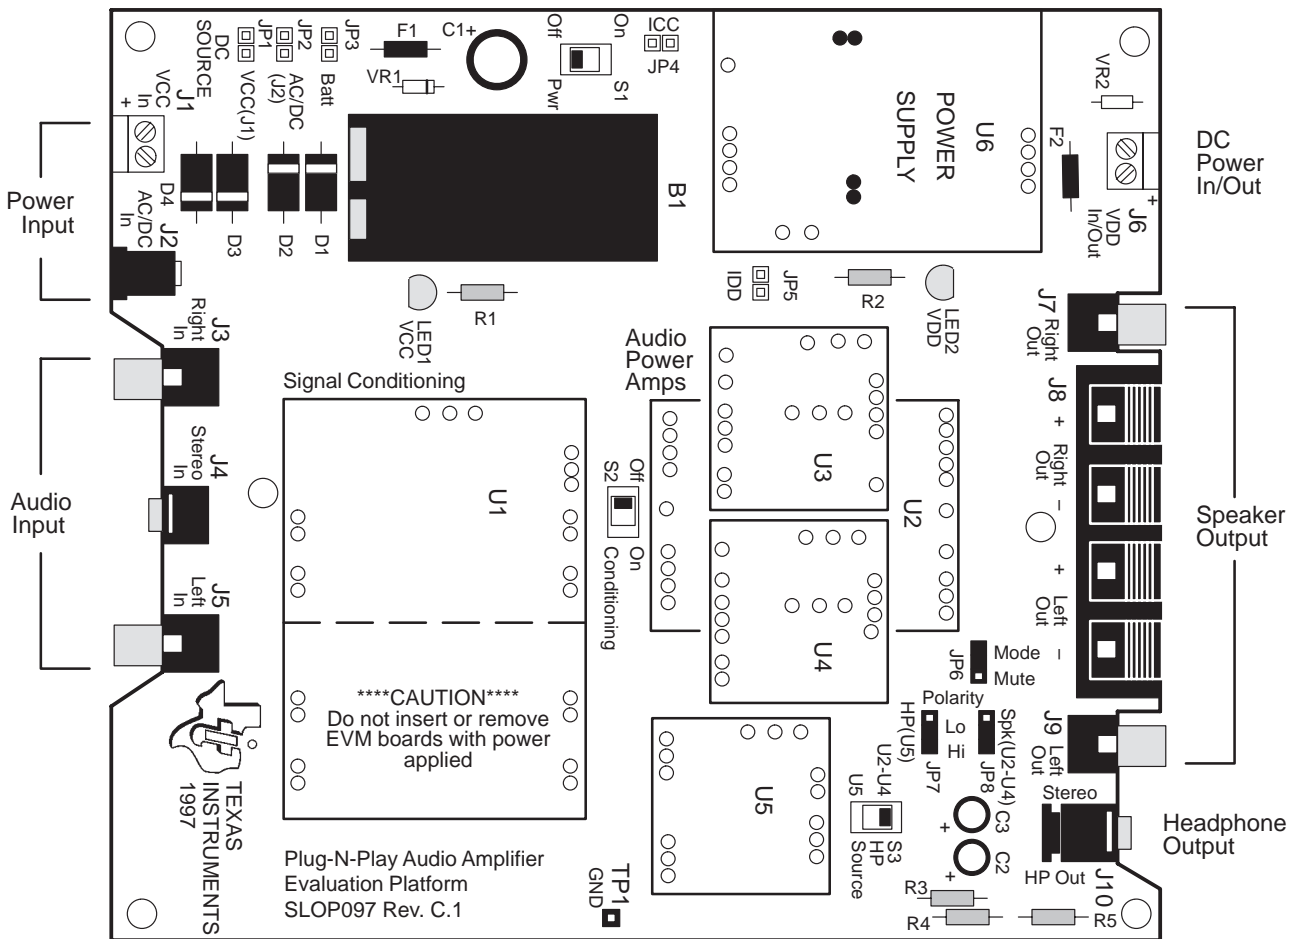 DC
SOURCE
JP1
VCC(J1)
JP2
AC/DC
(J2)
JP3
Batt
F1
VR1
C1+
Off
On
Pwr
S1
ICC
JP4
POWER
SUPPLY
U6
VR2
F2
J6
VDD
In/Out
+
DC
Power
In/Out
J1
VCC
In
+
Power
Input
D4
J2
AC/DC
In
D3
D2
D1
B1
R1
LED1
VCC
IDD
JP5
R2
LED2
VDD
J7
Right
Out
J3
Right
In
Signal Conditioning
Audio
Power
Amps
J8
+
Right
Out
–
+
Left
Out
–
Speaker
Output
Audio
Input
J4
Stereo
In
J5
Left
In
U1
S2
Off
On
Conditioning
U3
U2
U4
JP6
Mode
Mute
Polarity
HP(U5)
Lo
Hi
JP7
Spk(U2-U4)
JP8
J9
Left
Out
****CAUTION****
Do not insert or remove
EVM boards with power
applied
TEXAS
INSTRUMENTS
1997
U5
U2-U4
U5
S3
HP
Source
C3
+
C2
+
Stereo
HP Out
J10
Headphone
Output
Plug-N-Play Audio Amplifier
Evaluation Platform
SLOP097 Rev. C.1
TP1
GND
R3
R4
R5